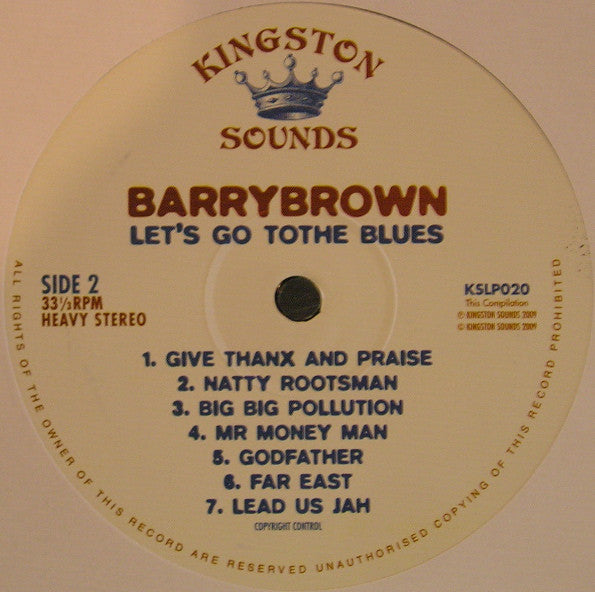 KINGSTON
SOUNDS
BARRYBROWN
LET'S GO TOTHE BLUES
SIDE 2
33⅓RPM
HEAVY STEREO
KSLP020
This Compilation
℗ KINGSTON SOUNDS 2009
© KINGSTON SOUNDS 2009
1. GIVE THANX AND PRAISE
2. NATTY ROOTSMAN
3. BIG BIG POLLUTION
4. MR MONEY MAN
5. GODFATHER
6. FAR EAST
7. LEAD US JAH
COPYRIGHT CONTROL
ALL RIGHTS OF THE OWNER OF THIS RECORD ARE RESERVED UNAUTHORISED COPYING OF THIS RECORD PROHIBITED